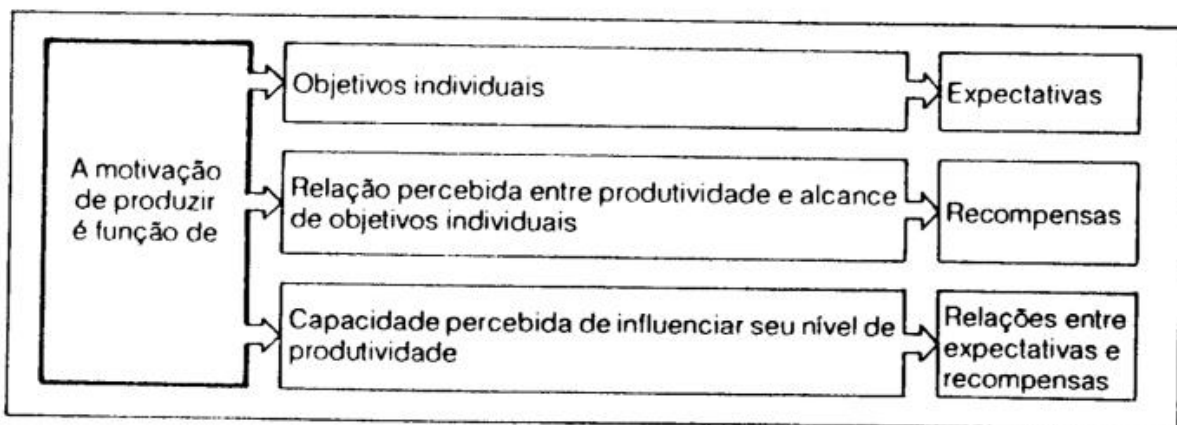 A motivação
de produzir
é função de
Objetivos individuais
Expectativas
Relação percebida entre produtividade e alcance
de objetivos individuais
Recompensas
Capacidade percebida de influenciar seu nível de
produtividade
Relações entre
expectativas e
recompensas